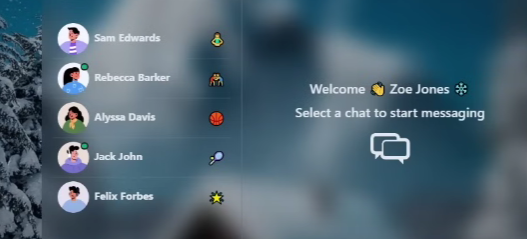 Sam Edwards
Rebecca Barker
Alyssa Davis
Jack John
Felix Forbes
Welcome 👋 Zoe Jones ❄️
Select a chat to start messaging